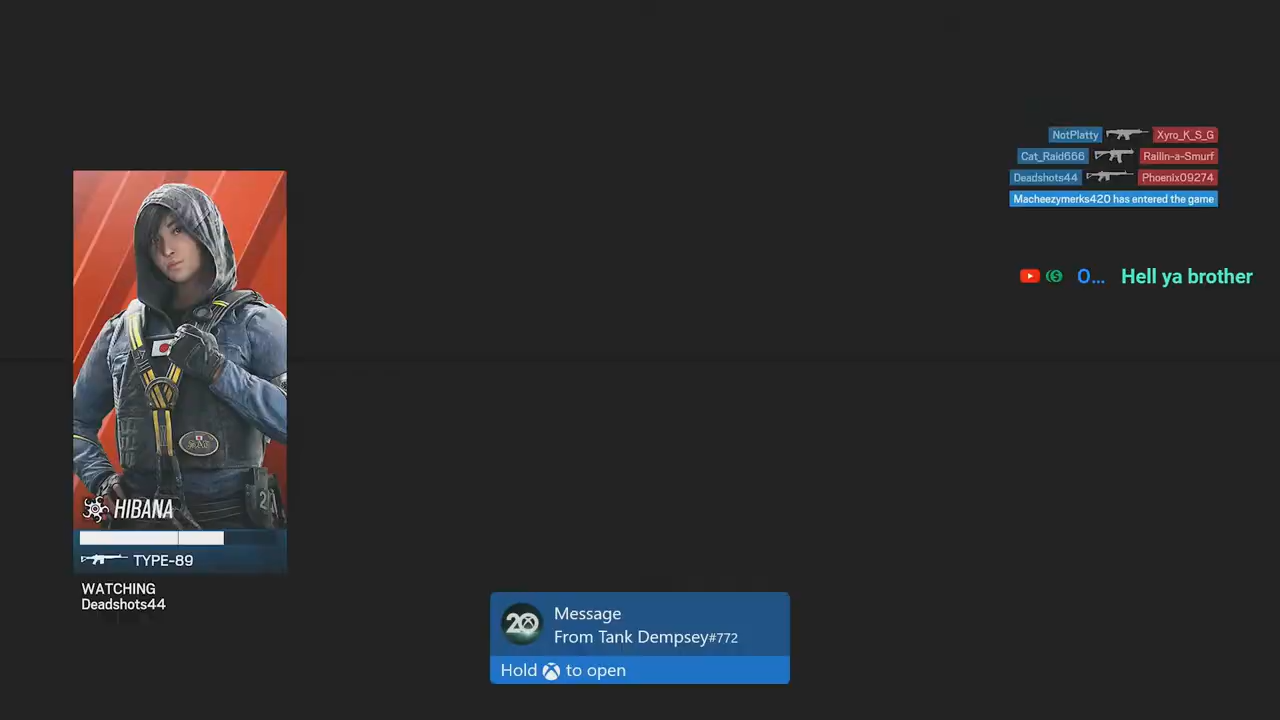 NotPlatty Xyro_K_S_G
Cat_Raid666 Railin-a-Smurf
Deadshots44 Phoenix09274
Macheezymerks420 has entered the game
O... Hell ya brother
HIBANA
TYPE-89
WATCHING
Deadshots44
20
Message
From Tank Dempsey#772
Hold to open